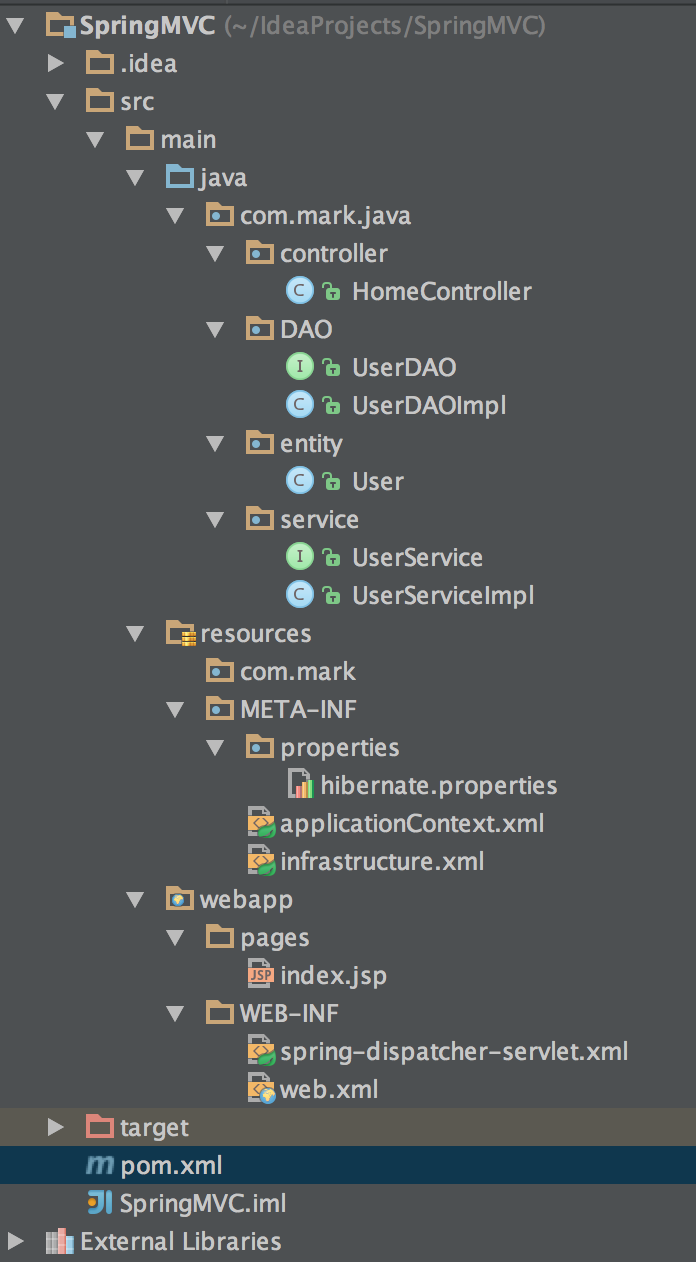 SpringMVC (~/IdeaProjects/SpringMVC)
.idea
src
main
java
com.mark.java
controller
C HomeController
DAO
I UserDAO
C UserDAOImpl
entity
C User
service
I UserService
C UserServiceImpl
resources
com.mark
META-INF
properties
hibernate.properties
applicationContext.xml
infrastructure.xml
webapp
pages
JSP index.jsp
WEB-INF
spring-dispatcher-servlet.xml
web.xml
target
m pom.xml
SpringMVC.iml
External Libraries